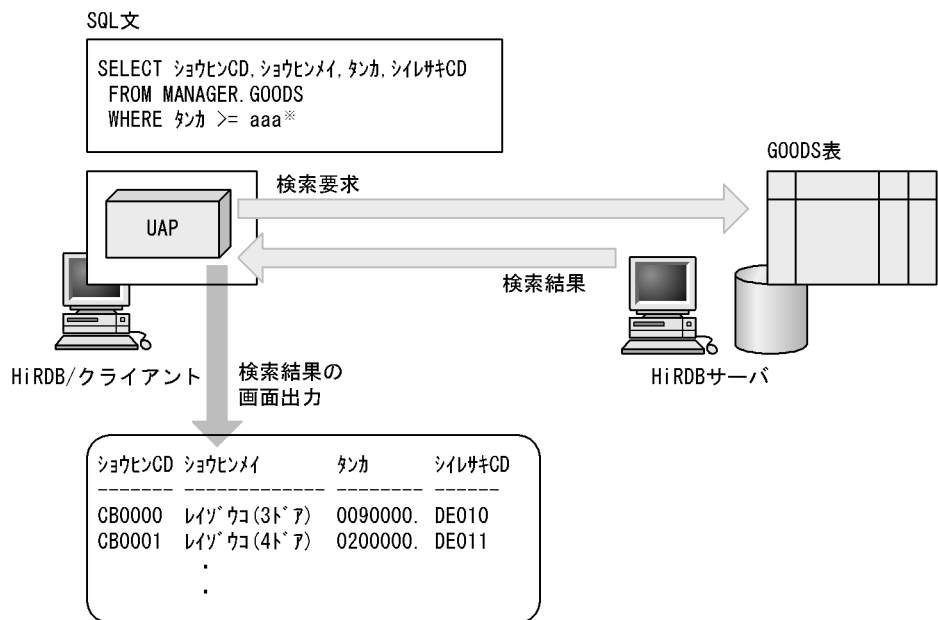 SQL文
SELECT ｼｮｳﾋﾝCD,ｼｮｳﾋﾝﾒｲ,ﾀﾝｶ,ｼｲﾚｻｷCD
FROM MANAGER.GOODS
WHERE ﾀﾝｶ >= aaa※
GOODS表
検索要求
UAP
検索結果
HiRDB/クライアント
検索結果の
画面出力
HiRDBサーバ
ｼｮｳﾋﾝCD ｼｮｳﾋﾝﾒｲ ﾀﾝｶ ｼｲﾚｻｷCD
------- ------------- -------- ------
CB0000 ﾚｲｿﾞｳｺ(3ﾄﾞｱ) 0090000. DE010
CB0001 ﾚｲｿﾞｳｺ(4ﾄﾞｱ) 0200000. DE011
・
・